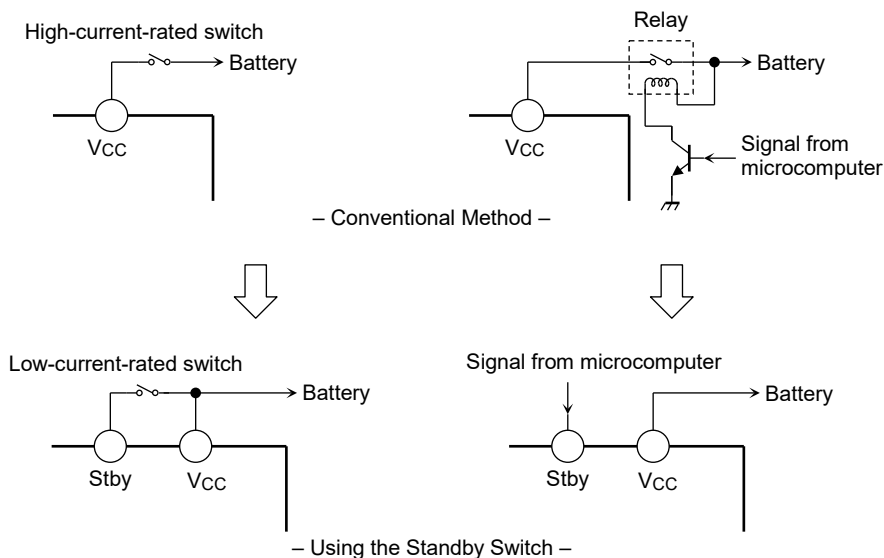 High-current-rated switch
Battery
VCC
Relay
Battery
VCC
Signal from
microcomputer
– Conventional Method –
Low-current-rated switch
Battery
Stby
VCC
Signal from microcomputer
Battery
Stby
VCC
– Using the Standby Switch –